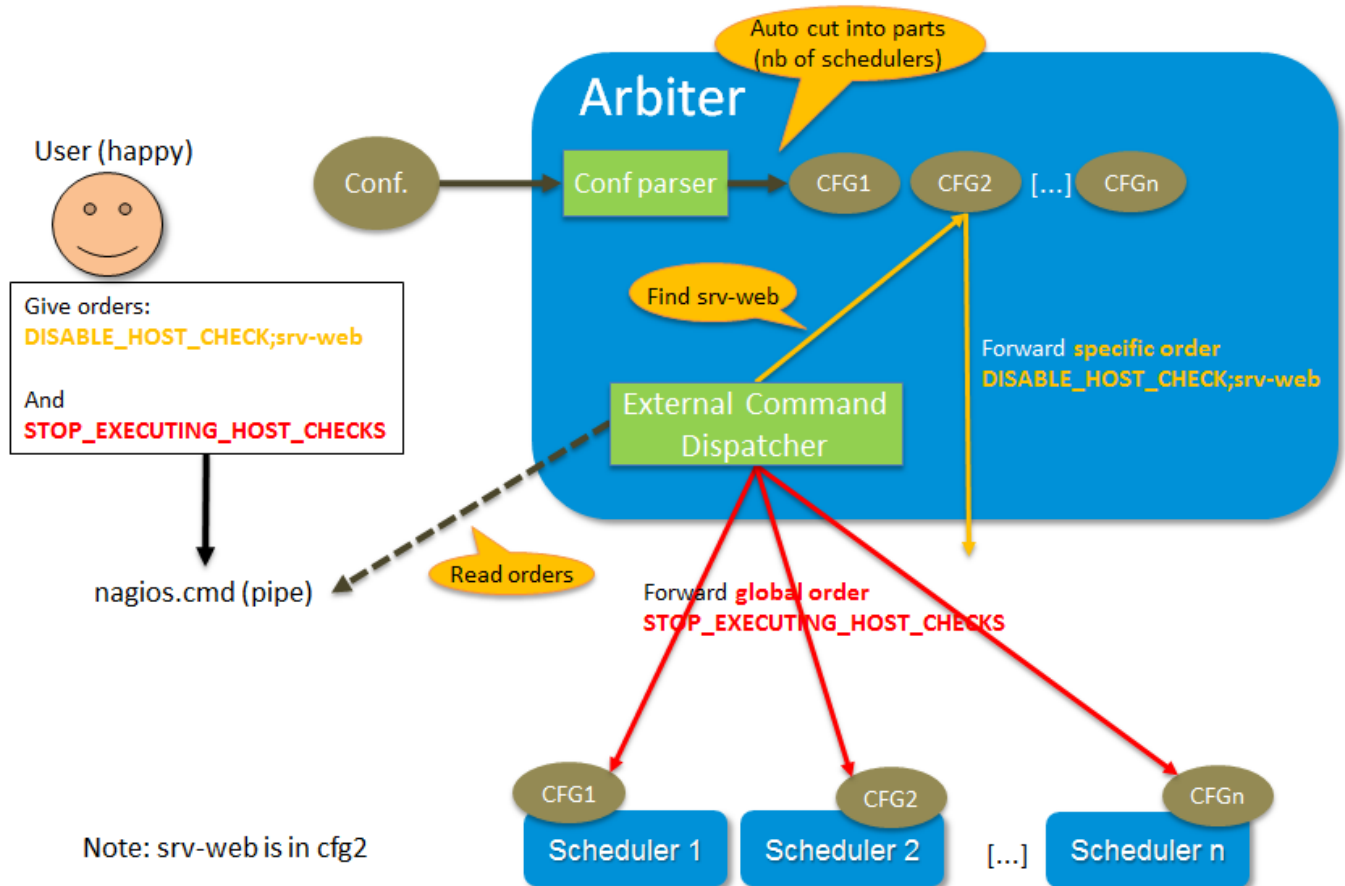 Auto cut into parts
(nb of schedulers)
Arbiter
User (happy)
Conf.
Conf parser
CFG1
CFG2
[...]
CFGn
Find srv-web
Give orders:
DISABLE_HOST_CHECK;srv-web
And
STOP_EXECUTING_HOST_CHECKS
Forward specific order
DISABLE_HOST_CHECK;srv-web
External Command
Dispatcher
Read orders
nagios.cmd (pipe)
Forward global order
STOP_EXECUTING_HOST_CHECKS
CFG1
CFG2
CFGn
Note: srv-web is in cfg2
Scheduler 1
Scheduler 2
[...]
Scheduler n